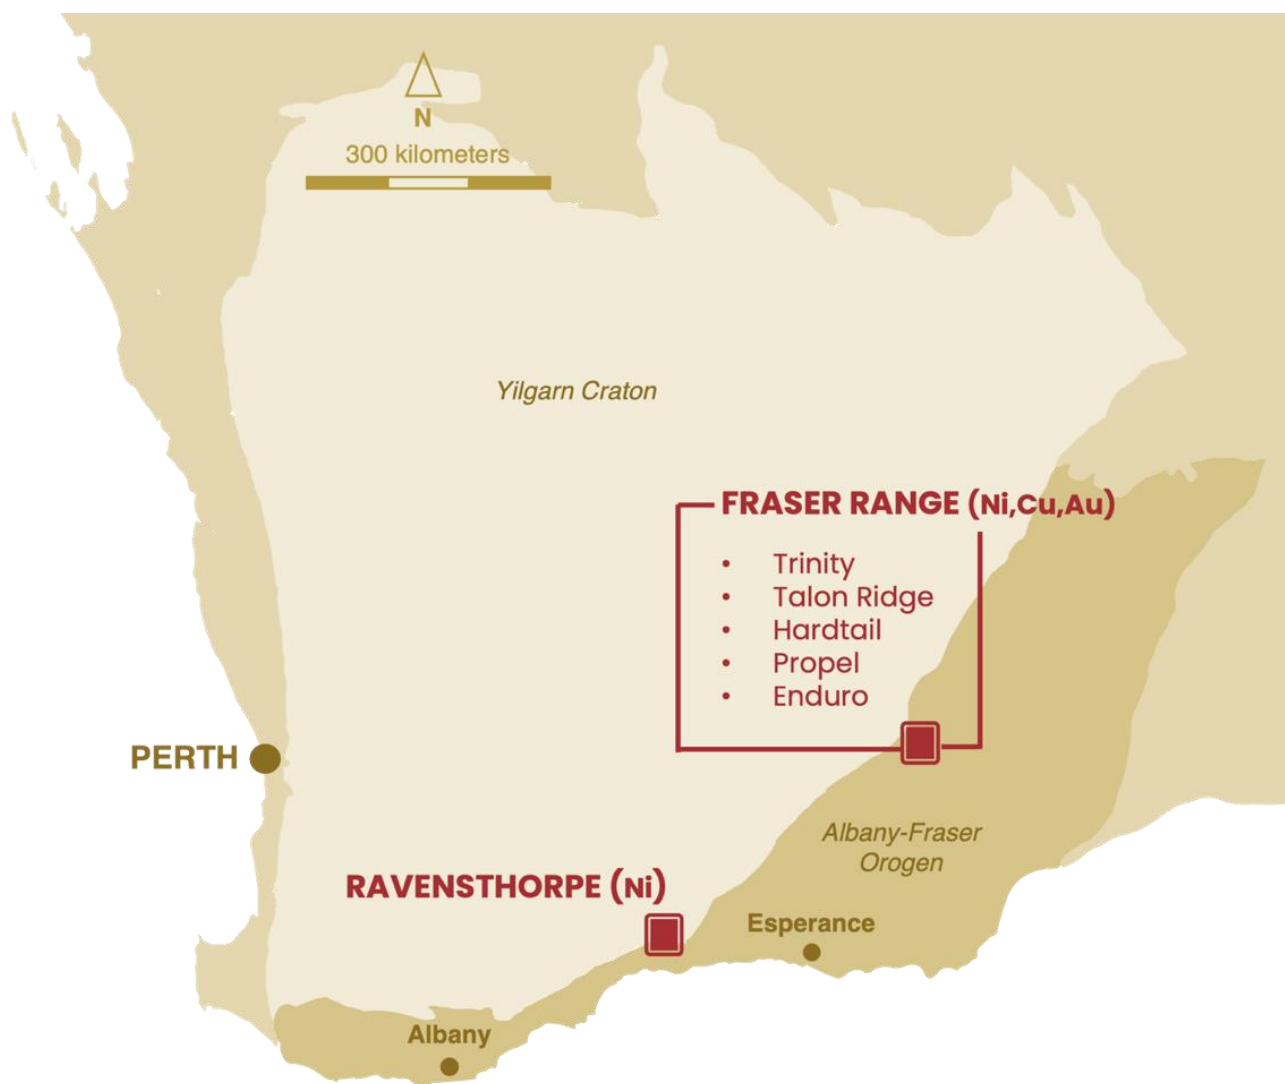 N
300 kilometers
Yilgarn Craton
FRASER RANGE (Ni,Cu,Au)
• Trinity
• Talon Ridge
• Hardtail
• Propel
• Enduro
PERTH
Albany-Fraser
Orogen
RAVENSTHORPE (Ni)
Esperance
Albany